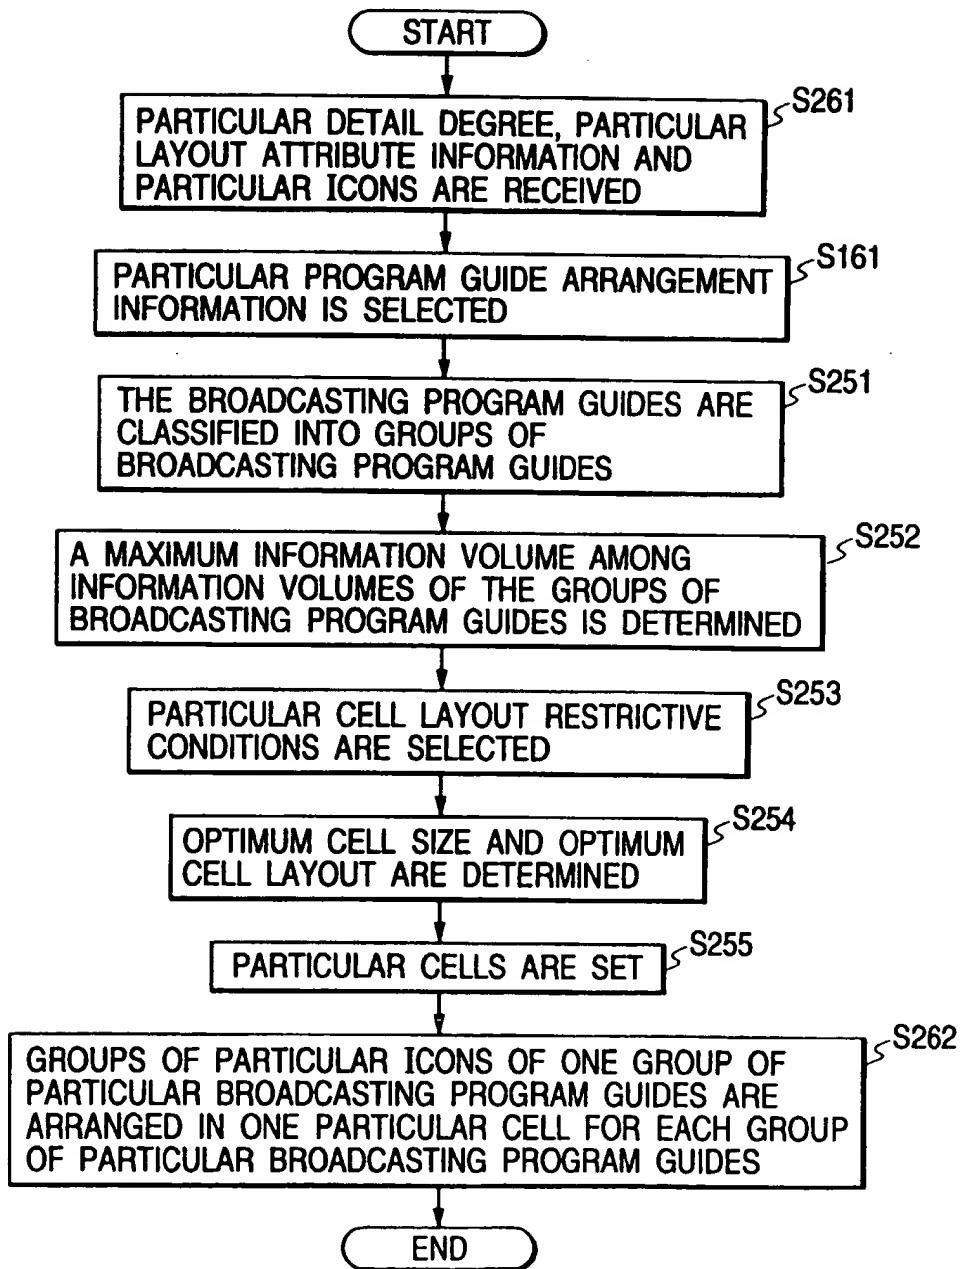 START
S261
PARTICULAR DETAIL DEGREE, PARTICULAR
LAYOUT ATTRIBUTE INFORMATION AND
PARTICULAR ICONS ARE RECEIVED
S161
PARTICULAR PROGRAM GUIDE ARRANGEMENT
INFORMATION IS SELECTED
S251
THE BROADCASTING PROGRAM GUIDES ARE
CLASSIFIED INTO GROUPS OF
BROADCASTING PROGRAM GUIDES
S252
A MAXIMUM INFORMATION VOLUME AMONG
INFORMATION VOLUMES OF THE GROUPS OF
BROADCASTING PROGRAM GUIDES IS DETERMINED
S253
PARTICULAR CELL LAYOUT RESTRICTIVE
CONDITIONS ARE SELECTED
S254
OPTIMUM CELL SIZE AND OPTIMUM
CELL LAYOUT ARE DETERMINED
S255
PARTICULAR CELLS ARE SET
S262
GROUPS OF PARTICULAR ICONS OF ONE GROUP OF
PARTICULAR BROADCASTING PROGRAM GUIDES ARE
ARRANGED IN ONE PARTICULAR CELL FOR EACH GROUP
OF PARTICULAR BROADCASTING PROGRAM GUIDES
END